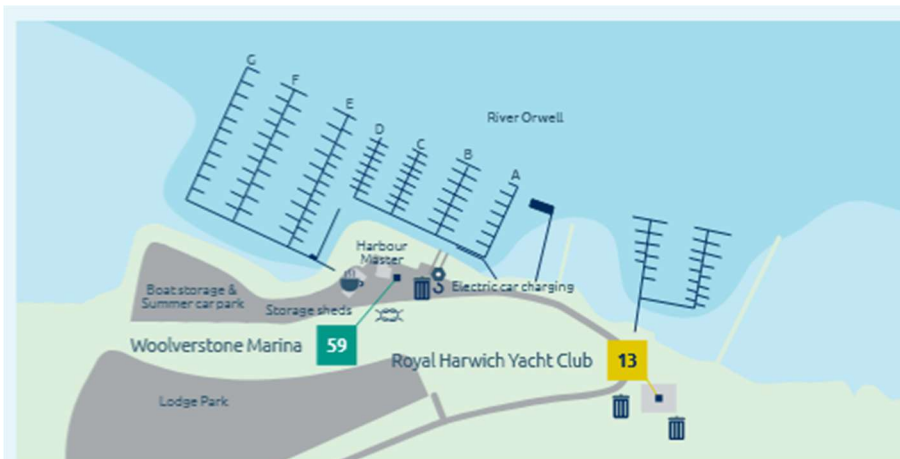 G
F
E
D
C
B
A
River Orwell
Harbour
Master
Electric car charging
Boat storage &
Summer car park
Storage sheds
Woolverstone Marina
59
Royal Harwich Yacht Club
13
Lodge Park